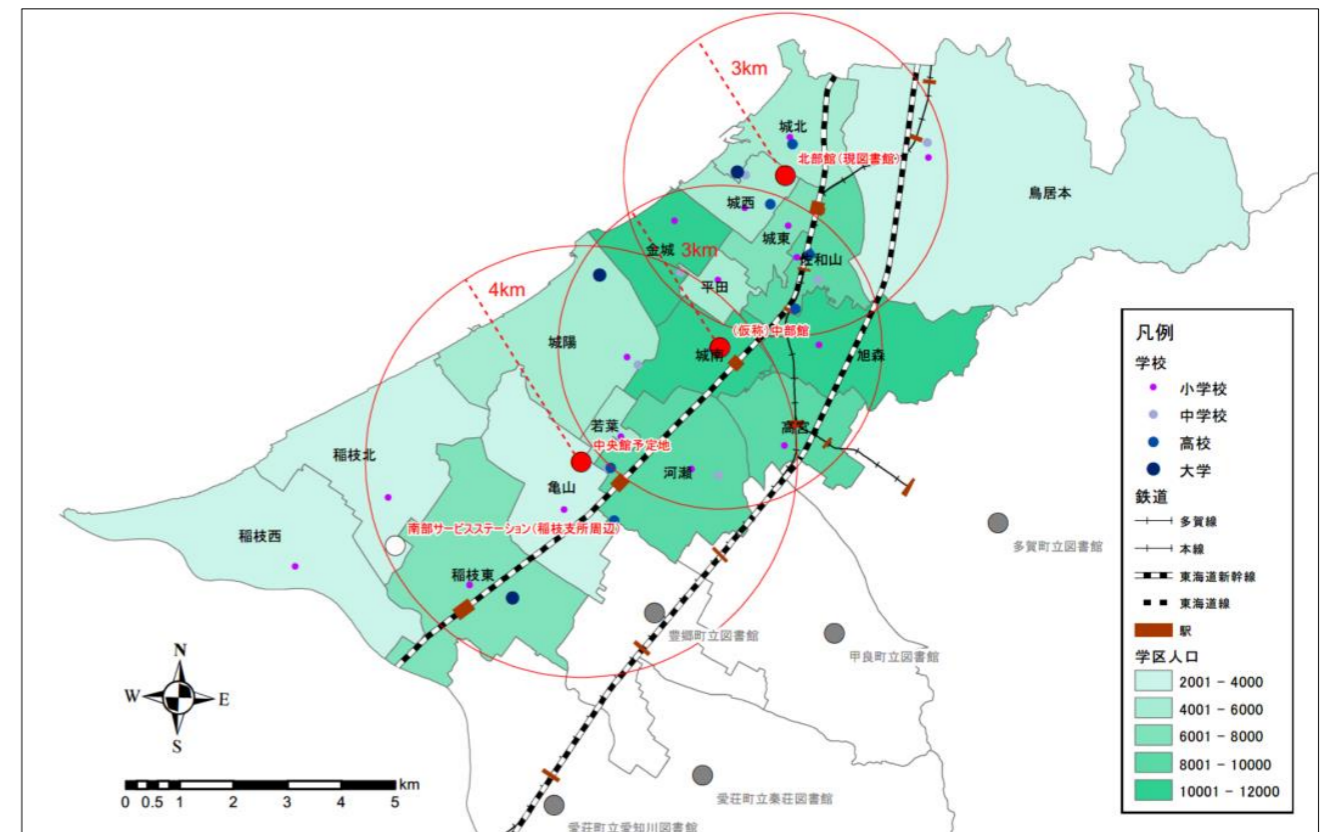 3km
城北
北部館(現図書館)
鳥居本
城西
城東
金城
3km
佐和山
平田
4km
(仮称)中部館
城陽
城南
旭森
若葉
高宮
中央館予定地
稲枝北
河瀬
亀山
南部サービスステーション(稲枝支所周辺)
稲枝西
稲枝東
多賀町立図書館
豊郷町立図書館
甲良町立図書館
愛荘町立秦荘図書館
愛荘町立愛知川図書館
N
W
E
S
km
0 0.5 1 2 3 4 5
凡例
学校
小学校
中学校
高校
大学
鉄道
多賀線
本線
東海道新幹線
東海道線
駅
学区人口
2001 - 4000
4001 - 6000
6001 - 8000
8001 - 10000
10001 - 12000